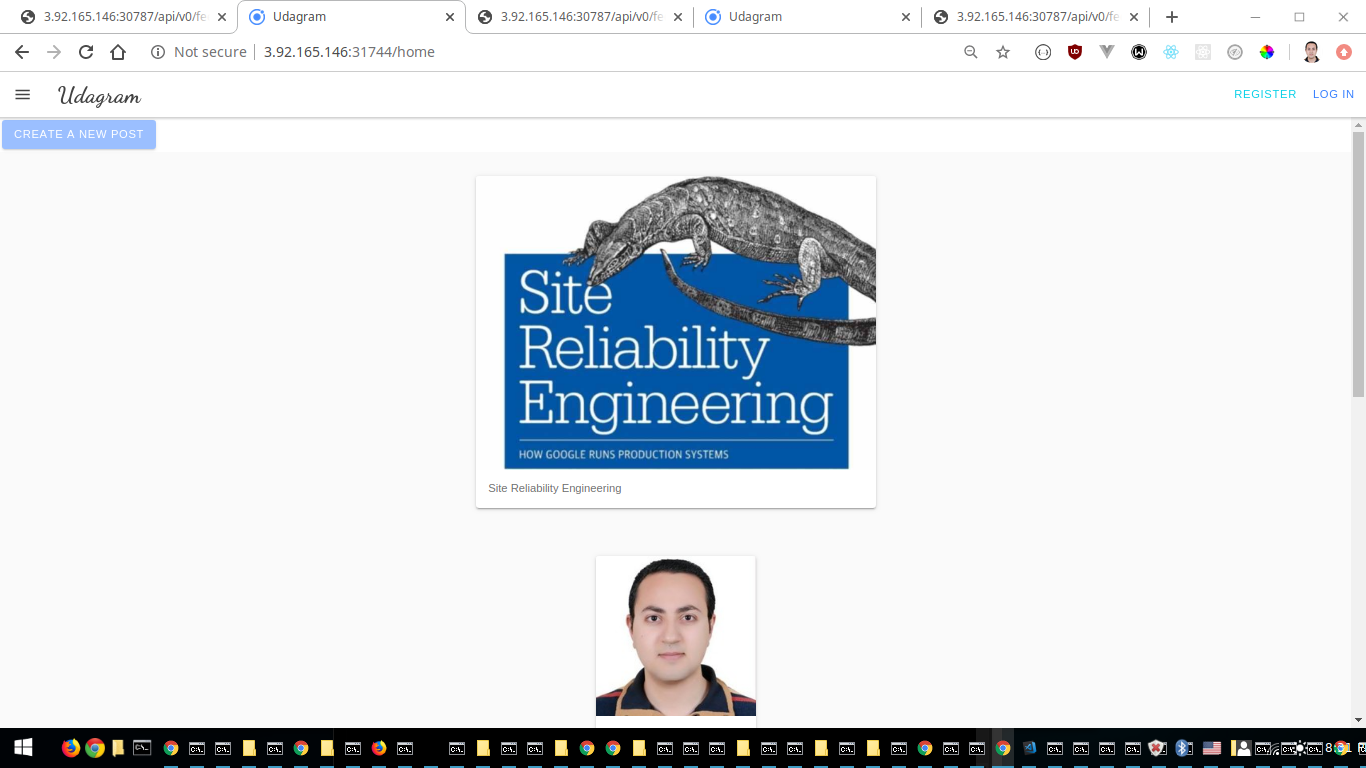 3.92.165.146:30787/api/v0/fe
Udagram
3.92.165.146:30787/api/v0/fe
Udagram
3.92.165.146:30787/api/v0/fe
Not secure
3.92.165.146:31744/home
Udagram
REGISTER
LOG IN
CREATE A NEW POST
Site
Reliability
Engineering
HOW GOOGLE RUNS PRODUCTION SYSTEMS
Site Reliability Engineering